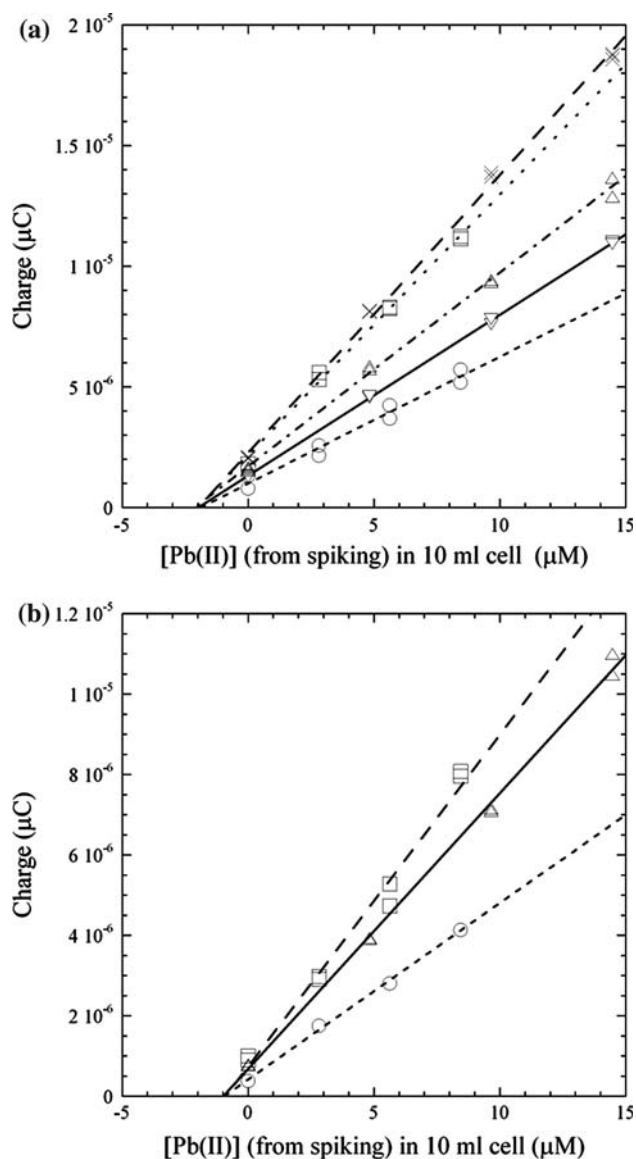 (a)
2 10-5
1.5 10-5
1 10-5
5 10-6
0
Charge (µC)
-5 0 5 10 15
[Pb(II)] (from spiking) in 10 ml cell (µM)
(b)
1.2 10-5
1 10-5
8 10-6
6 10-6
4 10-6
2 10-6
0
Charge (µC)
-5 0 5 10 15
[Pb(II)] (from spiking) in 10 ml cell (µM)